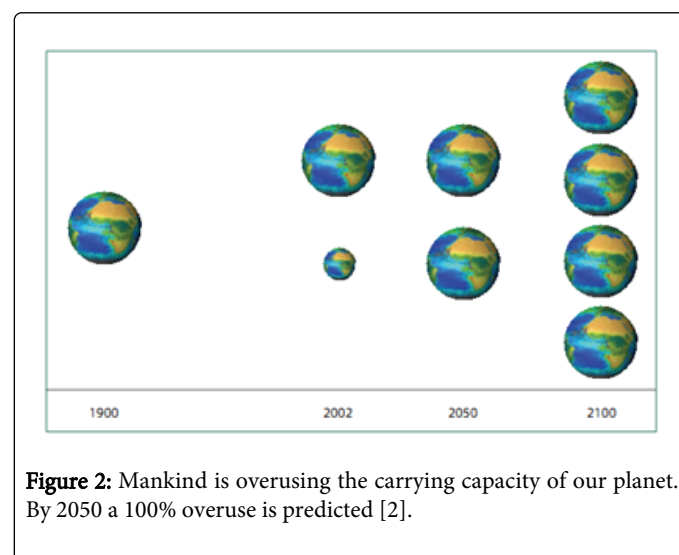 1900 2002 2050 2100
Figure 2: Mankind is overusing the carrying capacity of our planet.
By 2050 a 100% overuse is predicted [2].